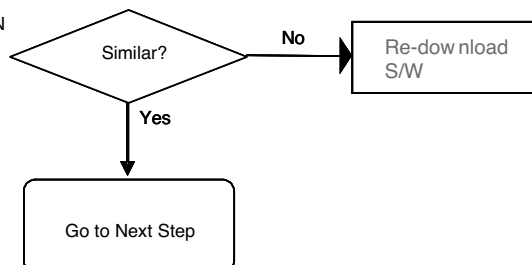 N
Similar?
No
Re-dow nload
S/W
Yes
Go to Next Step